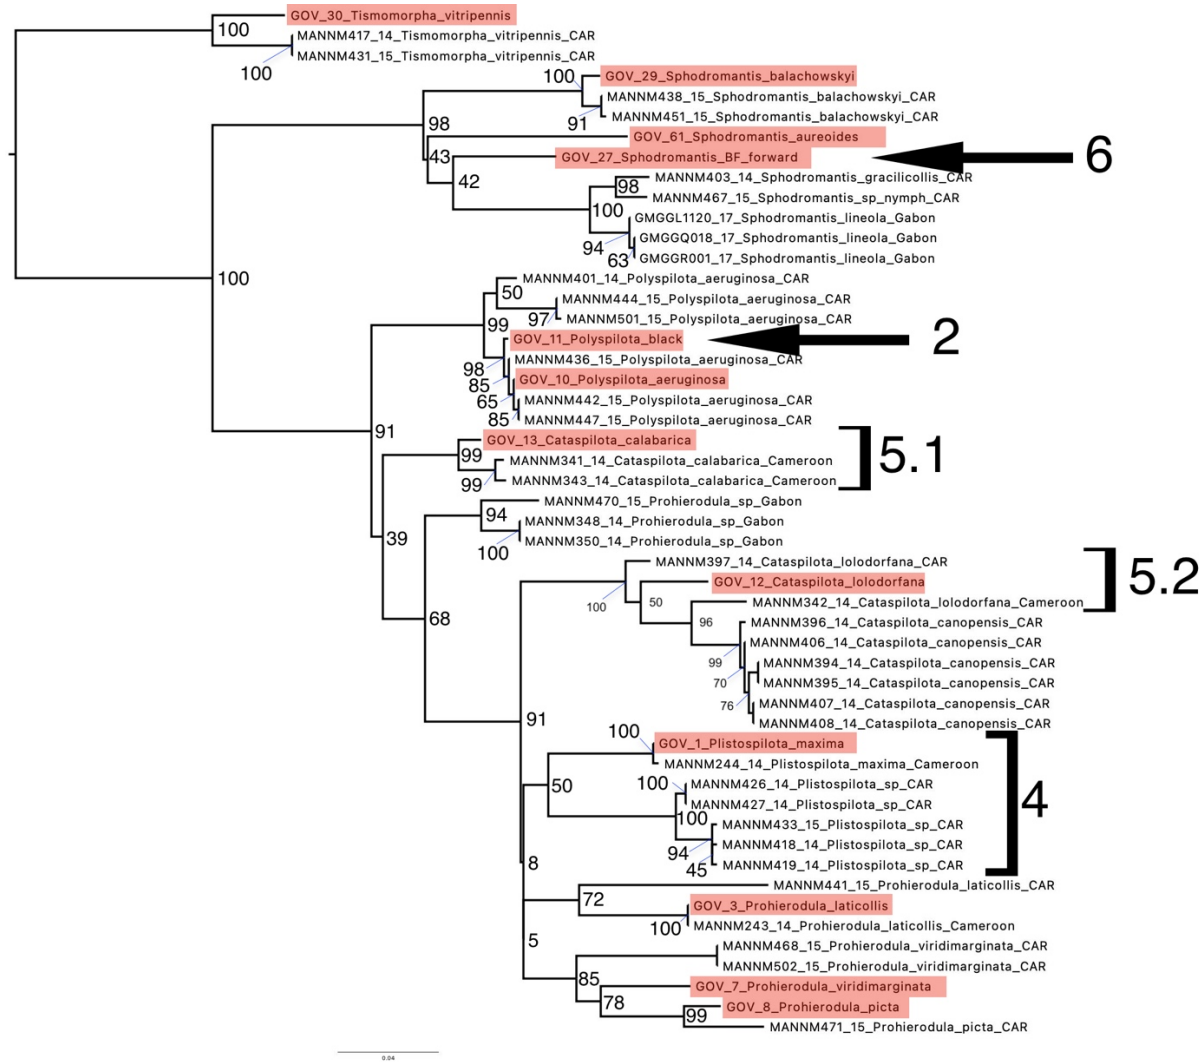 GOV_30_Tismomorpha_vitripennis
100
MANNM417_14_Tismomorpha_vitripennis_CAR
MANNM431_15_Tismomorpha_vitripennis_CAR
100
100
GOV_29_Sphodromantis_balachowskyi
MANNM438_15_Sphodromantis_balachowskyi_CAR
MANNM451_15_Sphodromantis_balachowskyi_CAR
91
98
GOV_61_Sphodromantis_aureoides
43
GOV_27_Sphodromantis_BF_forward
6
42
MANNM403_14_Sphodromantis_gracilicollis_CAR
98
MANNM467_15_Sphodromantis_sp_nymph_CAR
100
GMGGL1120_17_Sphodromantis_lineola_Gabon
94
GMGGQ018_17_Sphodromantis_lineola_Gabon
63
GMGGR001_17_Sphodromantis_lineola_Gabon
100
MANNM401_14_Polyspilota_aeruginosa_CAR
50
MANNM444_15_Polyspilota_aeruginosa_CAR
97
MANNM501_15_Polyspilota_aeruginosa_CAR
99
GOV_11_Polyspilota_black
2
98
MANNM436_15_Polyspilota_aeruginosa_CAR
85
GOV_10_Polyspilota_aeruginosa
65
MANNM442_15_Polyspilota_aeruginosa_CAR
85
MANNM447_15_Polyspilota_aeruginosa_CAR
91
GOV_13_Cataspilota_calabarica
99
MANNM341_14_Cataspilota_calabarica_Cameroon
5.1
99
MANNM343_14_Cataspilota_calabarica_Cameroon
MANNM470_15_Prohierodula_sp_Gabon
94
MANNM348_14_Prohierodula_sp_Gabon
39
100
MANNM350_14_Prohierodula_sp_Gabon
MANNM397_14_Cataspilota_lolodorfana_CAR
5.2
GOV_12_Cataspilota_lolodorfana
100
50
MANNM342_14_Cataspilota_lolodorfana_Cameroon
68
96
MANNM396_14_Cataspilota_canopensis_CAR
MANNM406_14_Cataspilota_canopensis_CAR
99
MANNM394_14_Cataspilota_canopensis_CAR
70
MANNM395_14_Cataspilota_canopensis_CAR
76
MANNM407_14_Cataspilota_canopensis_CAR
91
MANNM408_14_Cataspilota_canopensis_CAR
100
GOV_1_Plistospilota_maxima
MANNM244_14_Plistospilota_maxima_Cameroon
50
100
MANNM426_14_Plistospilota_sp_CAR
MANNM427_14_Plistospilota_sp_CAR
4
100
MANNM433_15_Plistospilota_sp_CAR
94
MANNM418_14_Plistospilota_sp_CAR
8
45
MANNM419_14_Plistospilota_sp_CAR
MANNM441_15_Prohierodula_laticollis_CAR
72
GOV_3_Prohierodula_laticollis
100
MANNM243_14_Prohierodula_laticollis_Cameroon
5
MANNM468_15_Prohierodula_viridimarginata_CAR
MANNM502_15_Prohierodula_viridimarginata_CAR
85
GOV_7_Prohierodula_viridimarginata
78
GOV_8_Prohierodula_picta
99
MANNM471_15_Prohierodula_picta_CAR
0.04